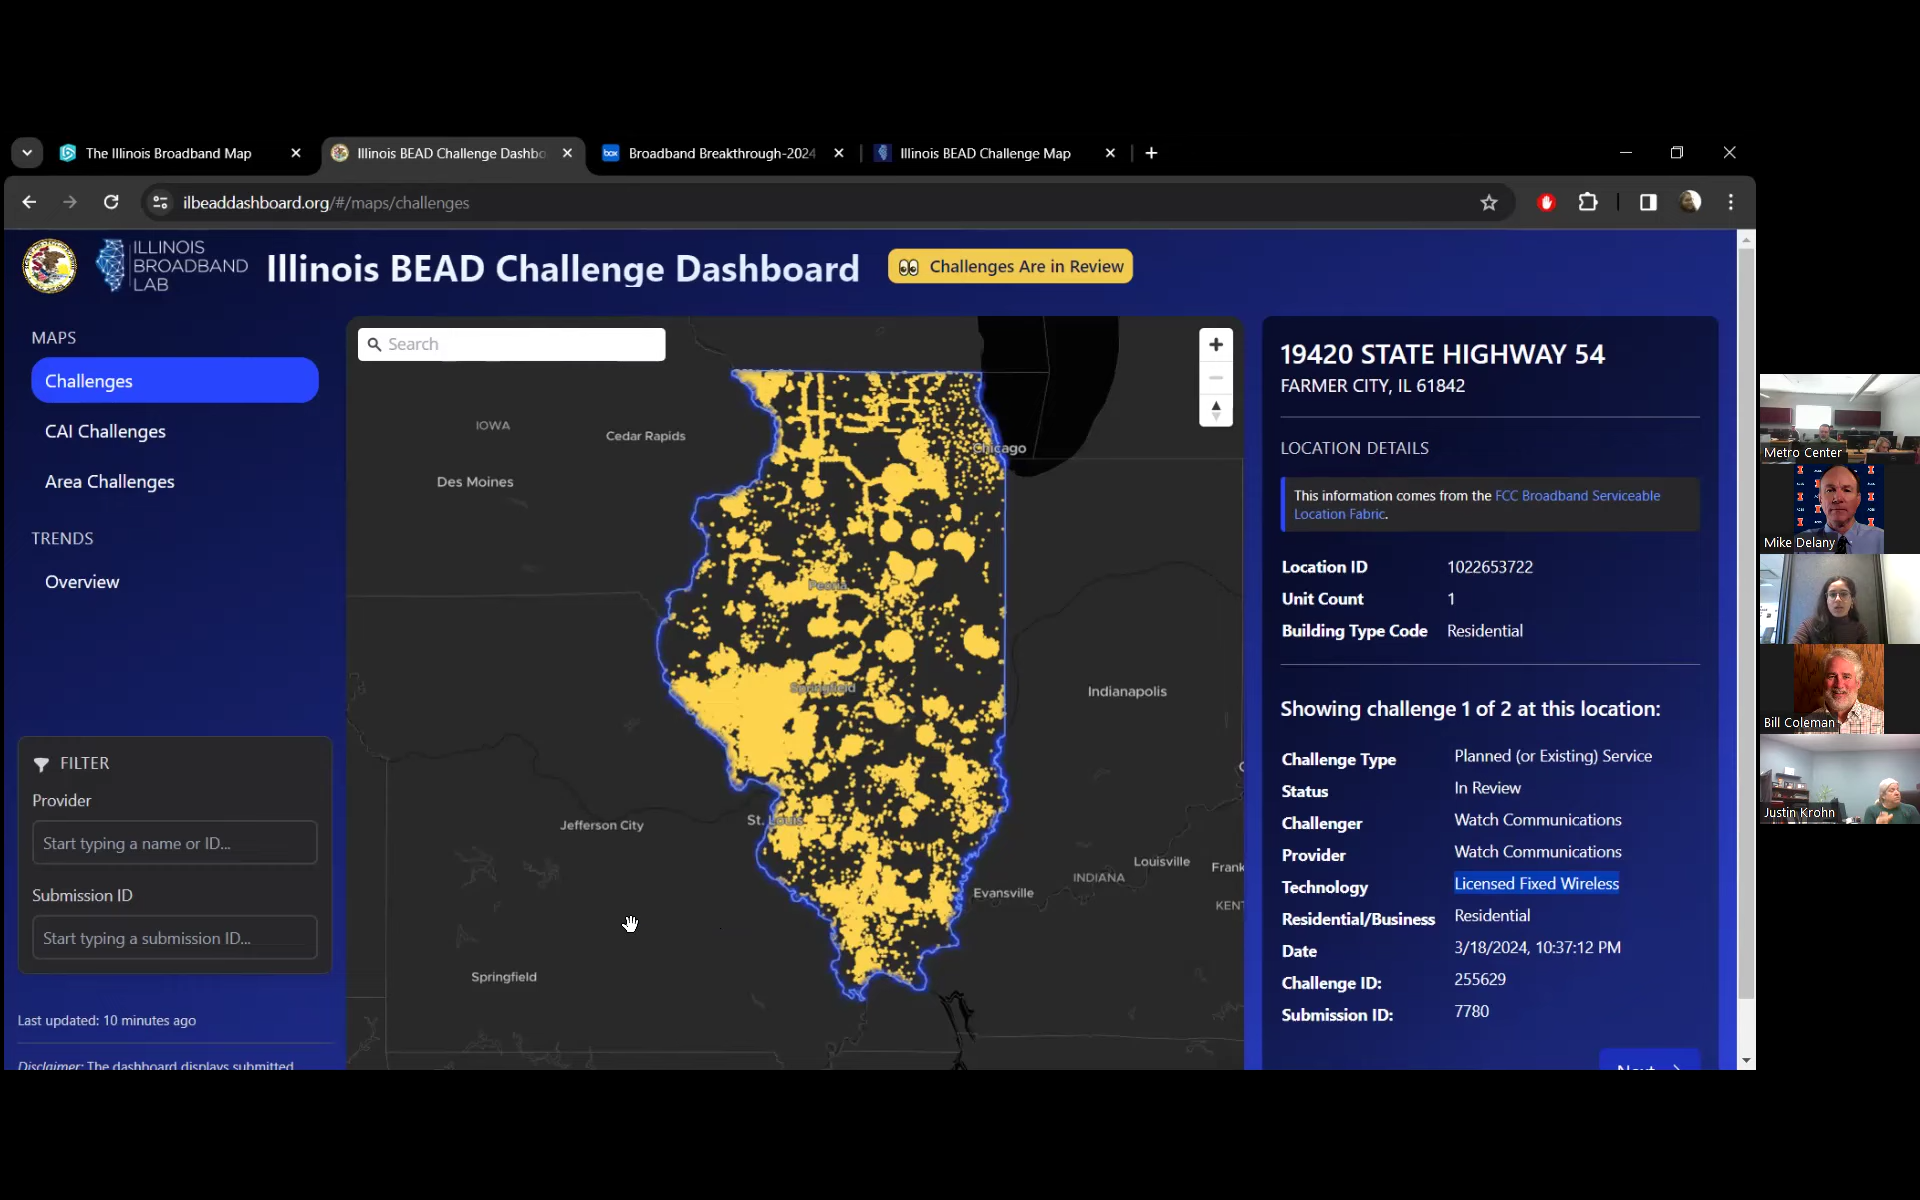 The Illinois Broadband Map
Illinois BEAD Challenge Dashbo
box
Broadband Breakthrough-2024
Illinois BEAD Challenge Map
ilbeaddashboard.org/#/maps/challenges
ILLINOIS
BROADBAND
LAB
Illinois BEAD Challenge Dashboard
Challenges Are in Review
MAPS
Challenges
CAI Challenges
Area Challenges
TRENDS
Overview
FILTER
Provider
Start typing a name or ID...
Submission ID
Start typing a submission ID...
Last updated: 10 minutes ago
Disclaimer: The dashboard displays submitted
Search
IOWA
Cedar Rapids
Des Moines
Chicago
Peoria
Springfield
Indianapolis
Jefferson City
St. Louis
Louisville
Frank
INDIANA
Evansville
KENT
Springfield
19420 STATE HIGHWAY 54
FARMER CITY, IL 61842
LOCATION DETAILS
This information comes from the FCC Broadband Serviceable
Location Fabric.
Location ID 1022653722
Unit Count 1
Building Type Code Residential
Showing challenge 1 of 2 at this location:
Challenge Type Planned (or Existing) Service
Status In Review
Challenger Watch Communications
Provider Watch Communications
Technology Licensed Fixed Wireless
Residential/Business Residential
Date 3/18/2024, 10:37:12 PM
Challenge ID: 255629
Submission ID: 7780
Next
Metro Center
Mike Delany
Bill Coleman
Justin Krohn